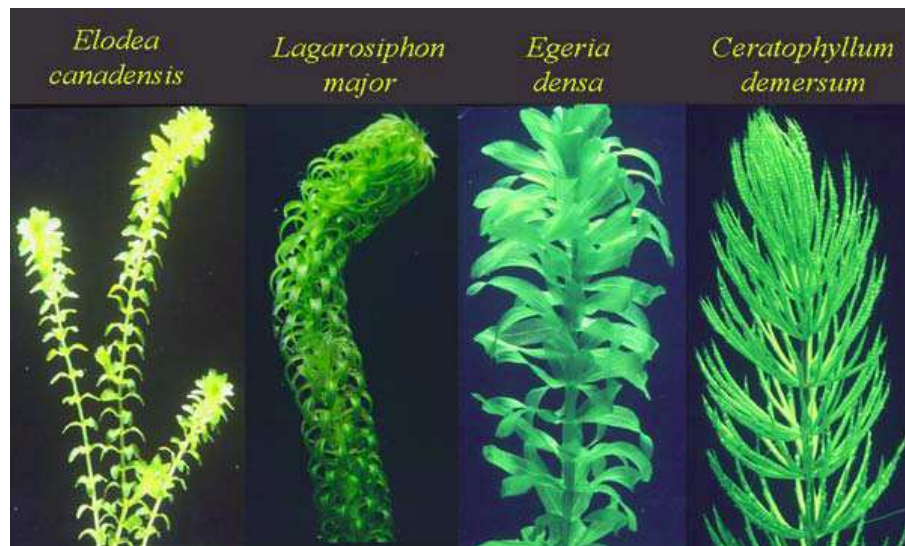 Elodea
canadensis
Lagarosiphon
major
Egeria
densa
Ceratophyllum
demersum